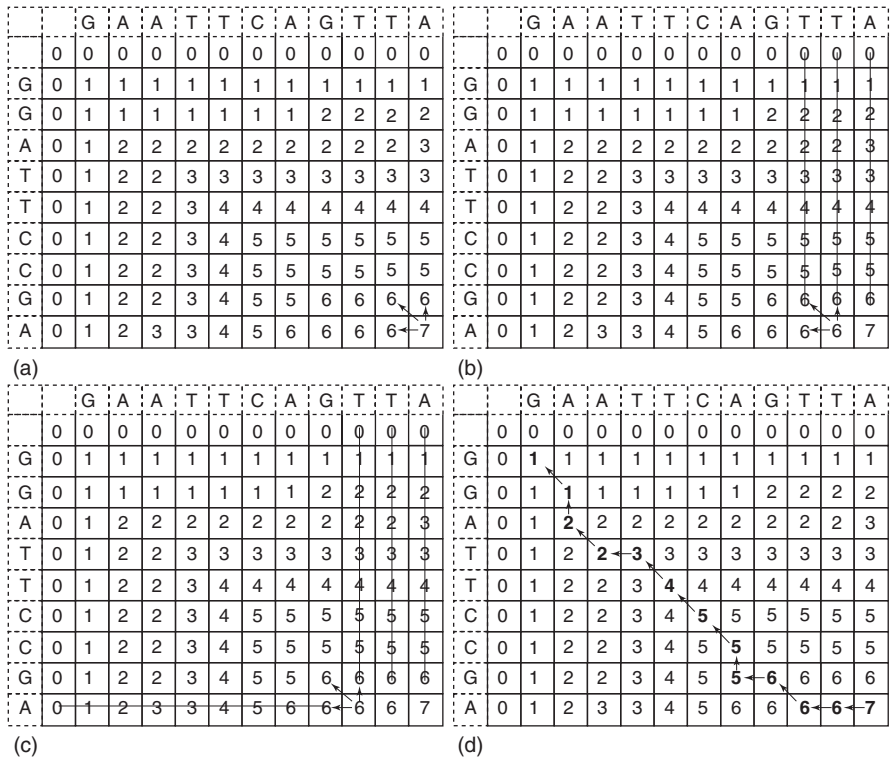 G A A T T C A G T T A
0 0 0 0 0 0 0 0 0 0 0 0
G 0 1 1 1 1 1 1 1 1 1 1 1
G 0 1 1 1 1 1 1 1 2 2 2 2
A 0 1 2 2 2 2 2 2 2 2 2 3
T 0 1 2 2 3 3 3 3 3 3 3 3
T 0 1 2 2 3 4 4 4 4 4 4 4
C 0 1 2 2 3 4 5 5 5 5 5 5
C 0 1 2 2 3 4 5 5 5 5 5 5
G 0 1 2 2 3 4 5 5 6 6 6 6
A 0 1 2 3 3 4 5 6 6 6 6 7
(a)
G A A T T C A G T T A
0 0 0 0 0 0 0 0 0 0 0 0
G 0 1 1 1 1 1 1 1 1 1 1 1
G 0 1 1 1 1 1 1 1 2 2 2 2
A 0 1 2 2 2 2 2 2 2 2 2 3
T 0 1 2 2 3 3 3 3 3 3 3 3
T 0 1 2 2 3 4 4 4 4 4 4 4
C 0 1 2 2 3 4 5 5 5 5 5 5
C 0 1 2 2 3 4 5 5 5 5 5 5
G 0 1 2 2 3 4 5 5 6 6 6 6
A 0 1 2 3 3 4 5 6 6 6 6 7
(b)
G A A T T C A G T T A
0 0 0 0 0 0 0 0 0 0 0 0
G 0 1 1 1 1 1 1 1 1 1 1 1
G 0 1 1 1 1 1 1 1 2 2 2 2
A 0 1 2 2 2 2 2 2 2 2 2 3
T 0 1 2 2 3 3 3 3 3 3 3 3
T 0 1 2 2 3 4 4 4 4 4 4 4
C 0 1 2 2 3 4 5 5 5 5 5 5
C 0 1 2 2 3 4 5 5 5 5 5 5
G 0 1 2 2 3 4 5 5 6 6 6 6
A 0 1 2 3 3 4 5 6 6 6 6 7
(c)
G A A T T C A G T T A
0 0 0 0 0 0 0 0 0 0 0 0
G 0 1 1 1 1 1 1 1 1 1 1 1
G 0 1 1 1 1 1 1 1 2 2 2 2
A 0 1 2 2 2 2 2 2 2 2 2 3
T 0 1 2 2 3 3 3 3 3 3 3 3
T 0 1 2 2 3 4 4 4 4 4 4 4
C 0 1 2 2 3 4 5 5 5 5 5 5
C 0 1 2 2 3 4 5 5 5 5 5 5
G 0 1 2 2 3 4 5 5 6 6 6 6
A 0 1 2 3 3 4 5 6 6 6 6 7
(d)